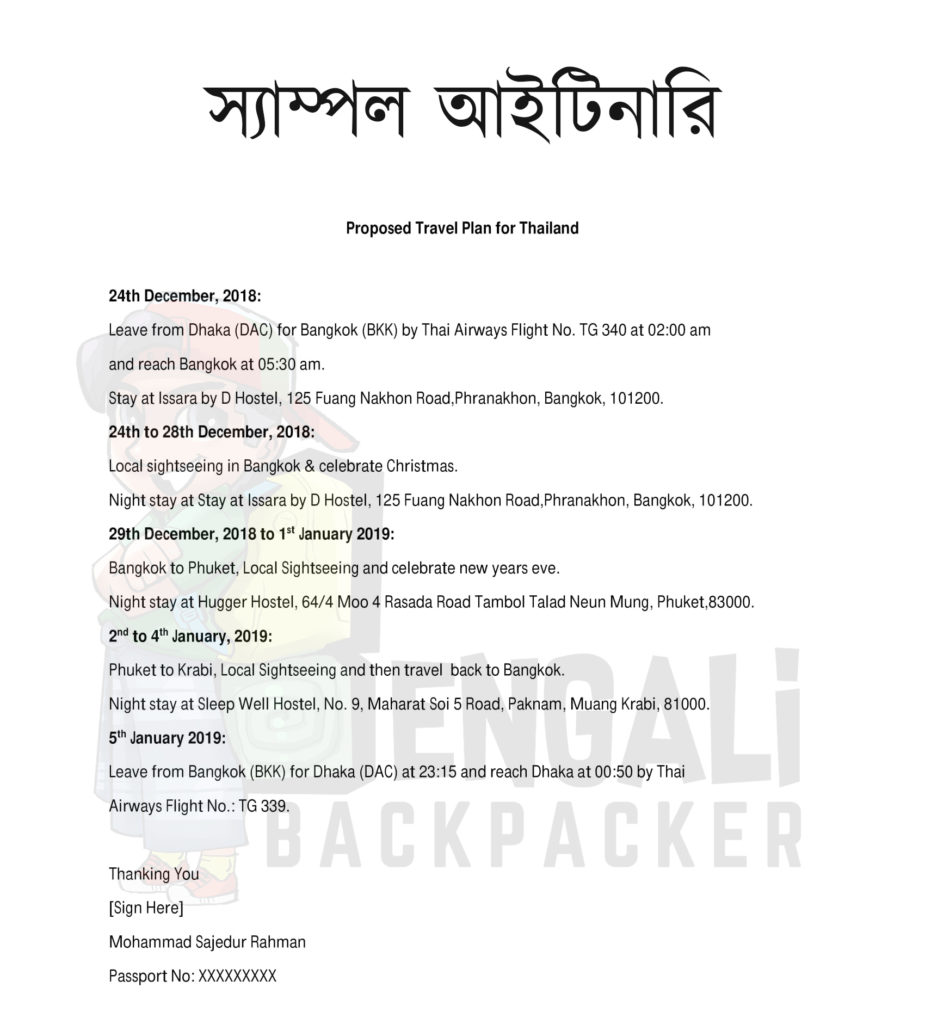 স্যাম্পল আইটিনারি
Proposed Travel Plan for Thailand
24th December, 2018:
Leave from Dhaka (DAC) for Bangkok (BKK) by Thai Airways Flight No. TG 340 at 02:00 am
and reach Bangkok at 05:30 am.
Stay at Issara by D Hostel, 125 Fuang Nakhon Road,Phranakhon, Bangkok, 101200.
24th to 28th December, 2018:
Local sightseeing in Bangkok & celebrate Christmas.
Night stay at Stay at Issara by D Hostel, 125 Fuang Nakhon Road,Phranakhon, Bangkok, 101200.
29th December, 2018 to 1st January 2019:
Bangkok to Phuket, Local Sightseeing and celebrate new years eve.
Night stay at Hugger Hostel, 64/4 Moo 4 Rasada Road Tambol Talad Neun Mung, Phuket,83000.
2nd to 4th January, 2019:
Phuket to Krabi, Local Sightseeing and then travel back to Bangkok.
Night stay at Sleep Well Hostel, No. 9, Maharat Soi 5 Road, Paknam, Muang Krabi, 81000.
5th January 2019:
Leave from Bangkok (BKK) for Dhaka (DAC) at 23:15 and reach Dhaka at 00:50 by Thai
Airways Flight No.: TG 339.
BENGALi
BACKPACKER
Thanking You
[Sign Here]
Mohammad Sajedur Rahman
Passport No: XXXXXXXXX